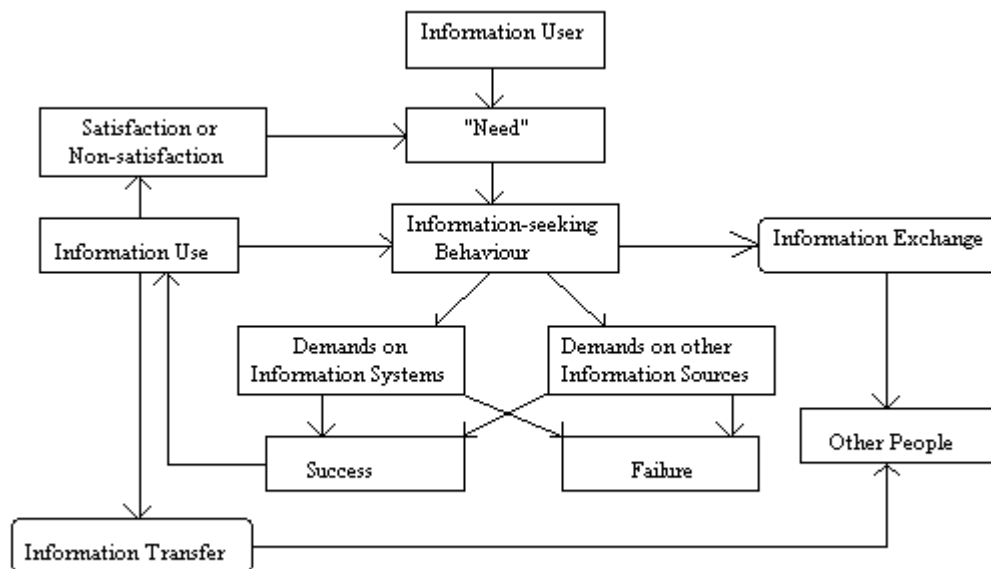 Information User
Satisfaction or
Non-satisfaction
"Need"
Information Use
Information-seeking
Behaviour
Information Exchange
Demands on
Information Systems
Demands on other
Information Sources
Success
Failure
Other People
Information Transfer